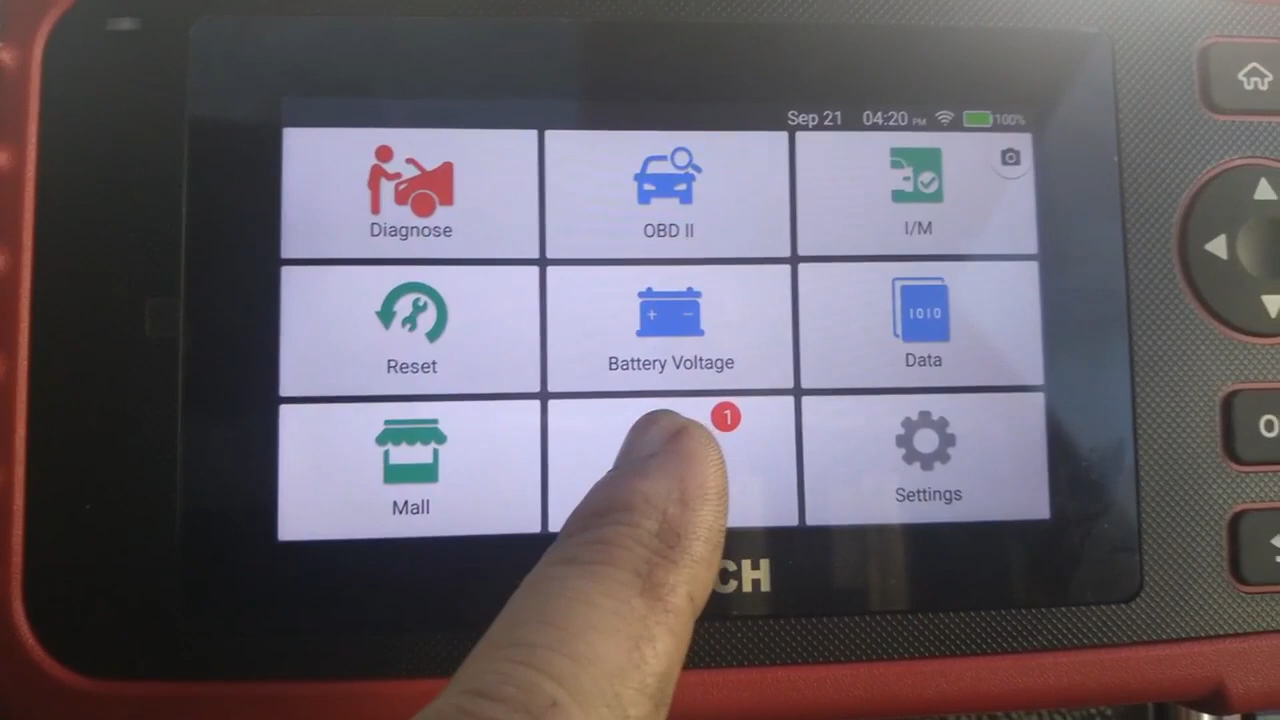 Sep 21 04:20 PM 100%
Diagnose
OBD II
I/M
Reset
+ -
Battery Voltage
1010
Data
1
Mall
Settings
CH
O